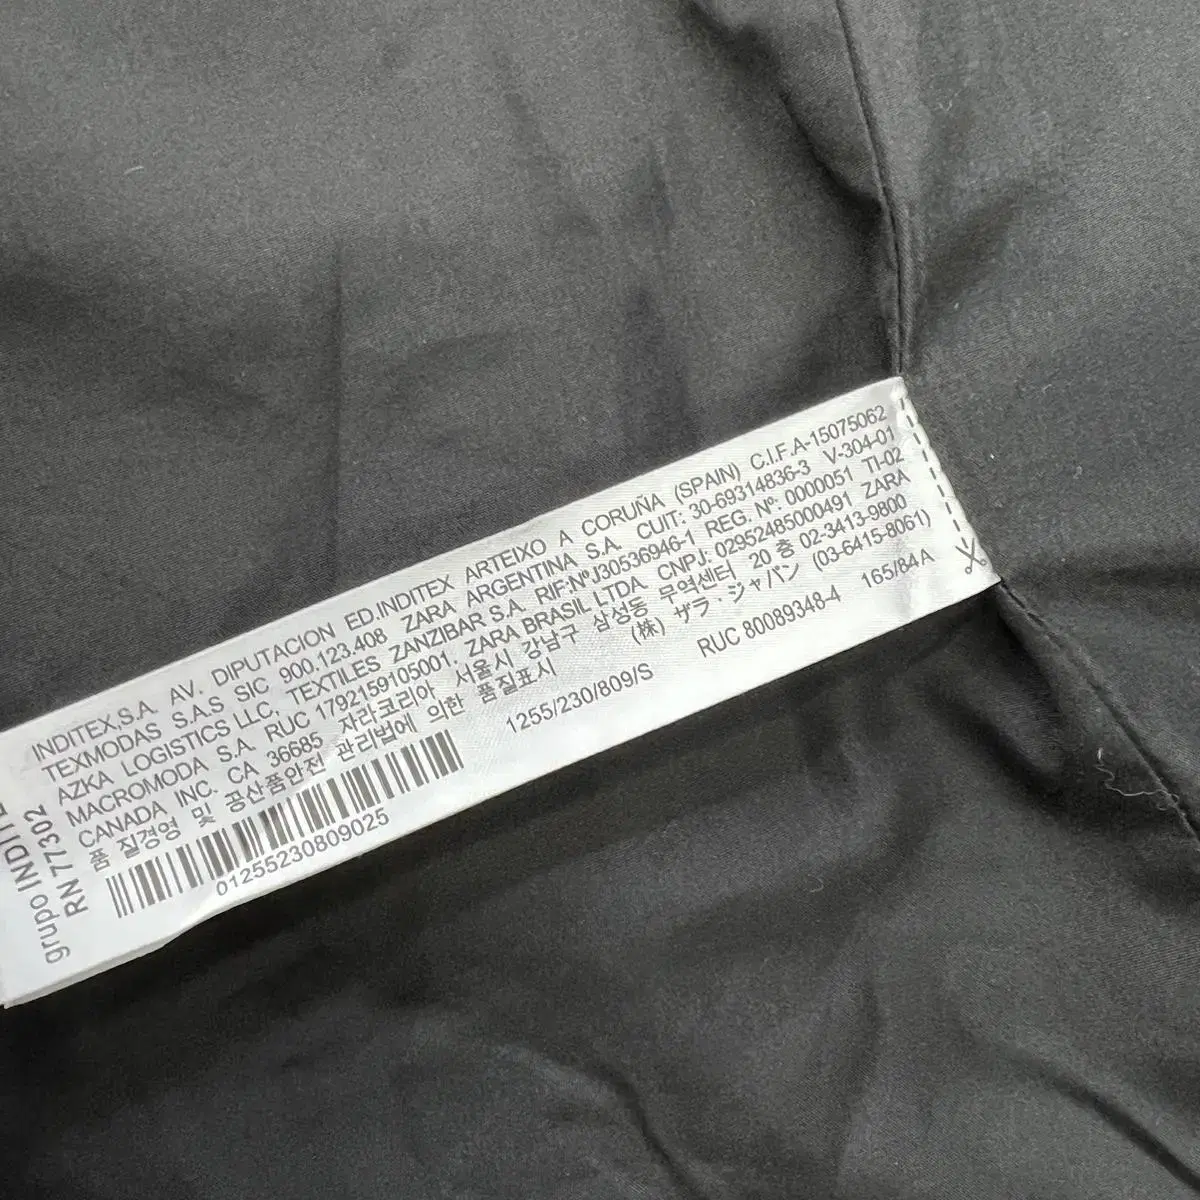 INDITEX,S.A. AV. DIPUTACION ED.INDITEX ARTEIXO A CORUÑA (SPAIN) C.I.F.A-15075062
TEXMODAS S.A.S SIC 900.123.408 ZARA ARGENTINA S.A. CUIT: 30-69314836-3 V-304-01
AZKA LOGISTICS LLC, TEXTILES ZANZIBAR S.A. RIF:NºJ30536946-1 REG. Nº: 0000051 TI-02
MACROMODA S.A. RUC 1792159105001, ZARA BRASIL LTDA. CNPJ: 02952485000491 ZARA
CANADA INC. CA 36685 자라코리아, 서울시 강남구 삼성동 무역센터 20 층 02-3413-9800
품 질경영 및 공산품안전 관리법에 의한 품질표시 (株) ザラ・ジャパン (03-6415-8061)
1255/230/809/S RUC 80089348-4 165/84A
01255230809025
grupo
RN 77302